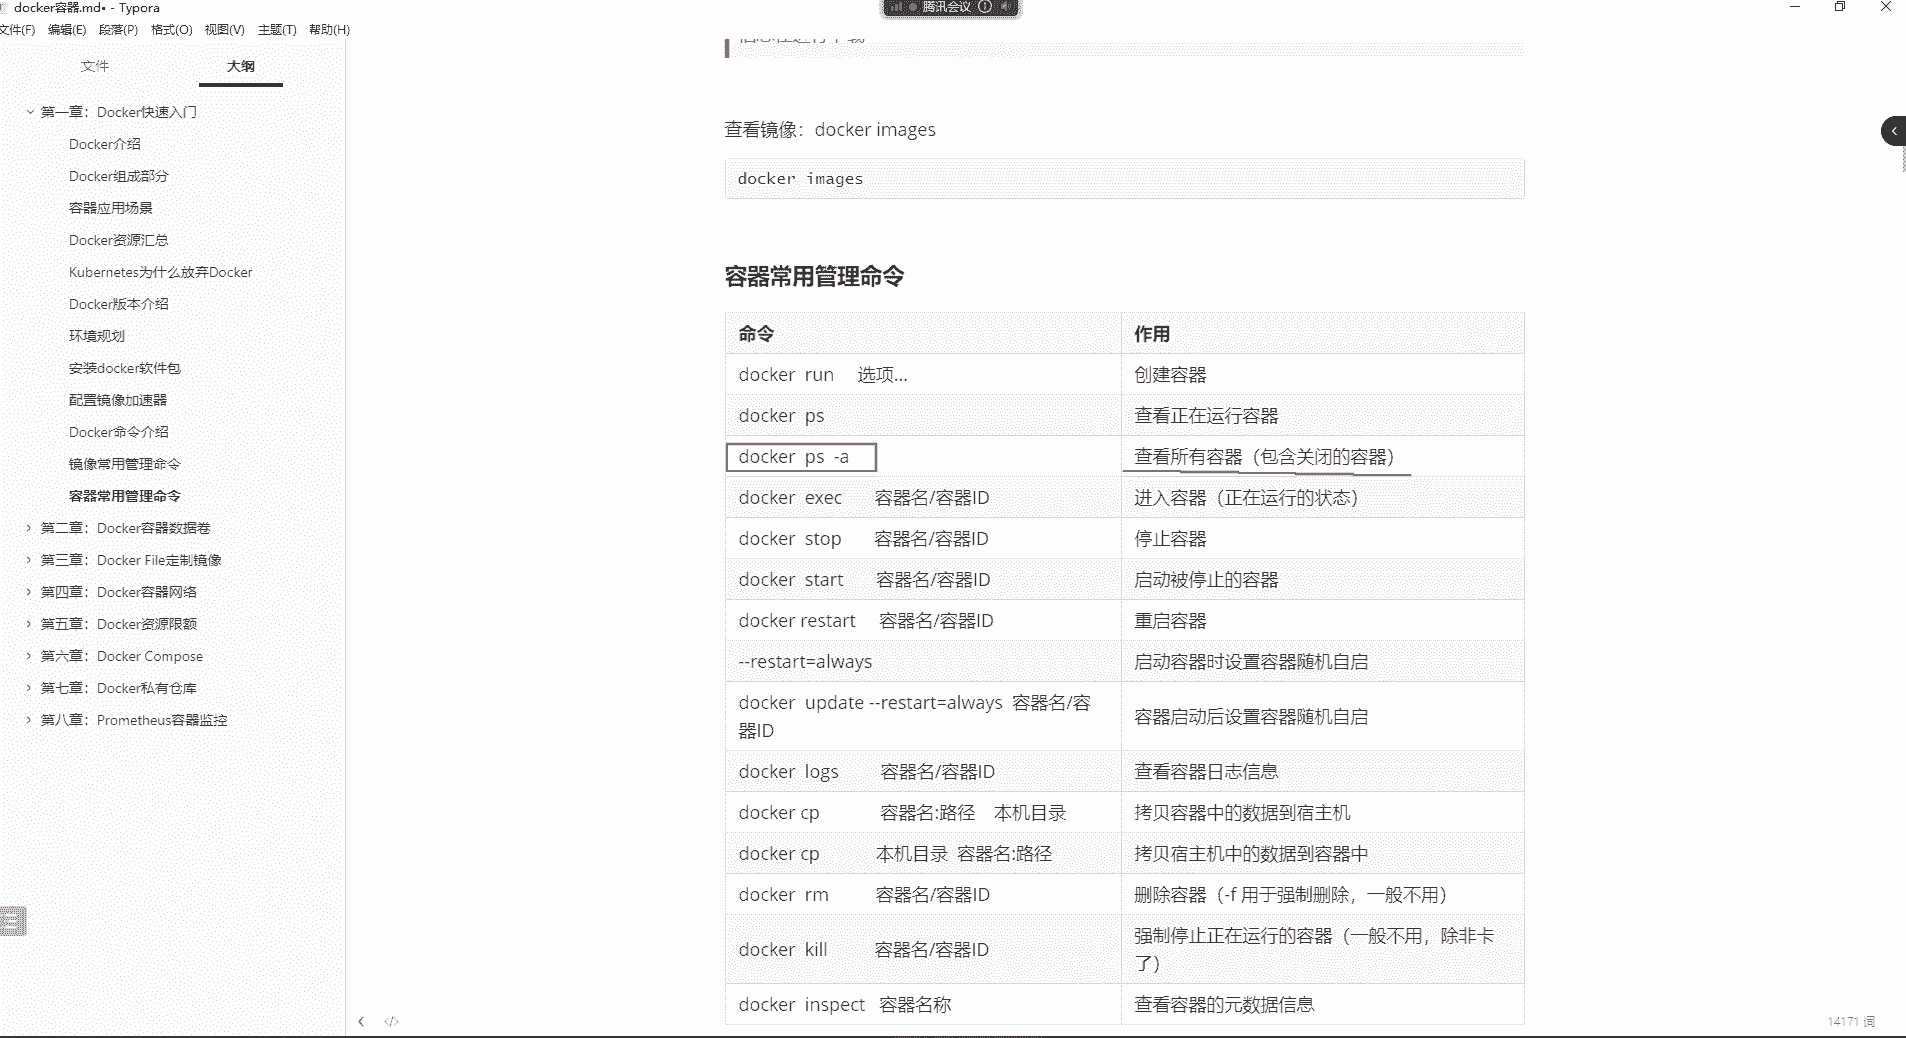 docker容器.md• - Typora
腾讯会议
文件(F) 编辑(E) 段落(P) 格式(O) 视图(V) 主题(T) 帮助(H)
文件 大纲
第一章：Docker快速入门
Docker介绍
Docker组成部分
容器应用场景
Docker资源汇总
Kubernetes为什么放弃Docker
Docker版本介绍
环境规划
安装docker软件包
配置镜像加速器
Docker命令介绍
镜像常用管理命令
容器常用管理命令
第二章：Docker容器数据卷
第三章：Docker File定制镜像
第四章：Docker容器网络
第五章：Docker资源限额
第六章：Docker Compose
第七章：Docker私有仓库
第八章：Prometheus容器监控
查看镜像：docker images
docker images
容器常用管理命令
命令 作用
docker run 选项... 创建容器
docker ps 查看正在运行容器
docker ps -a 查看所有容器（包含关闭的容器）
docker exec 容器名/容器ID 进入容器（正在运行的状态）
docker stop 容器名/容器ID 停止容器
docker start 容器名/容器ID 启动被停止的容器
docker restart 容器名/容器ID 重启容器
--restart=always 启动容器时设置容器随机自启
docker update --restart=always 容器名/容
器ID 容器启动后设置容器随机自启
docker logs 容器名/容器ID 查看容器日志信息
docker cp 容器名:路径 本机目录 拷贝容器中的数据到宿主机
docker cp 本机目录 容器名:路径 拷贝宿主机中的数据到容器中
docker rm 容器名/容器ID 删除容器（-f 用于强制删除，一般不用）
docker kill 容器名/容器ID 强制停止正在运行的容器（一般不用，除非卡
了）
docker inspect 容器名称 查看容器的元数据信息
14171 词